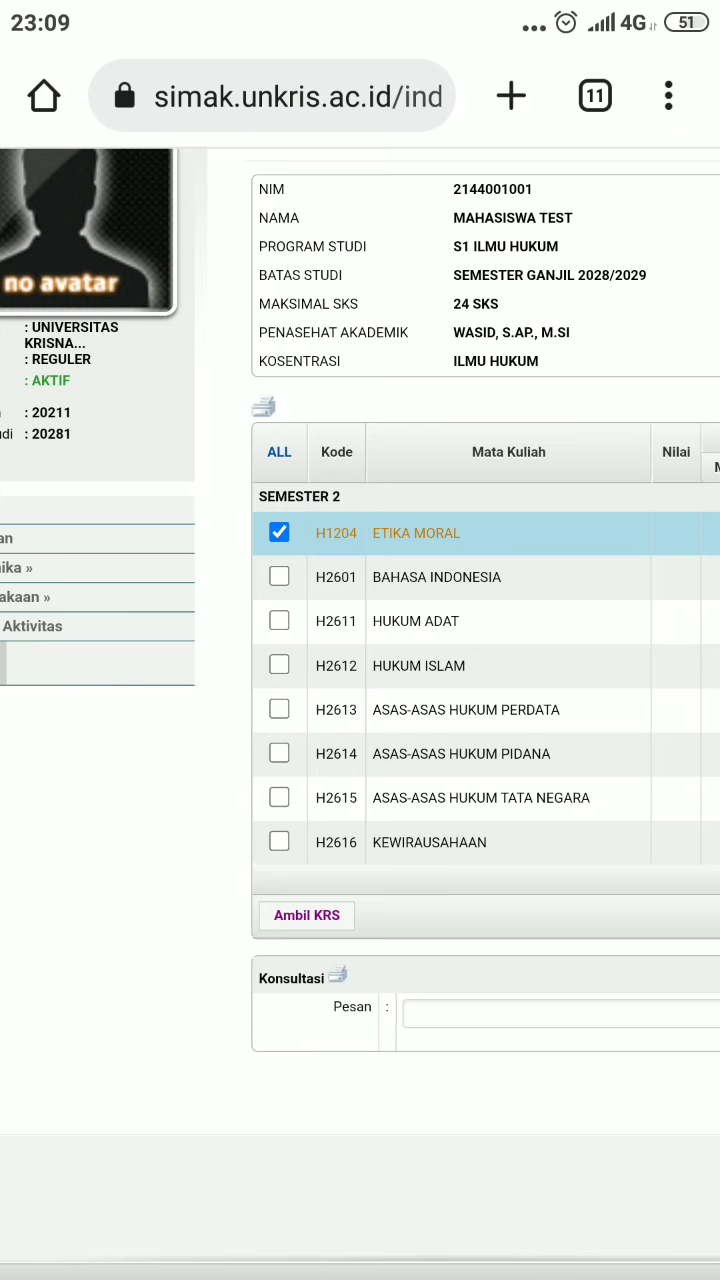 23:09
4G
51
simak.unkris.ac.id/ind
11
no avatar
: UNIVERSITAS
KRISNA...
: REGULER
: AKTIF
: 20211
: 20281
Aktivitas
NIM 2144001001
NAMA MAHASISWA TEST
PROGRAM STUDI S1 ILMU HUKUM
BATAS STUDI SEMESTER GANJIL 2028/2029
MAKSIMAL SKS 24 SKS
PENASEHAT AKADEMIK WASID, S.AP., M.SI
KOSENTRASI ILMU HUKUM
ALL Kode Mata Kuliah Nilai
SEMESTER 2
H1204 ETIKA MORAL
H2601 BAHASA INDONESIA
H2611 HUKUM ADAT
H2612 HUKUM ISLAM
H2613 ASAS-ASAS HUKUM PERDATA
H2614 ASAS-ASAS HUKUM PIDANA
H2615 ASAS-ASAS HUKUM TATA NEGARA
H2616 KEWIRAUSAHAAN
Ambil KRS
Konsultasi
Pesan :